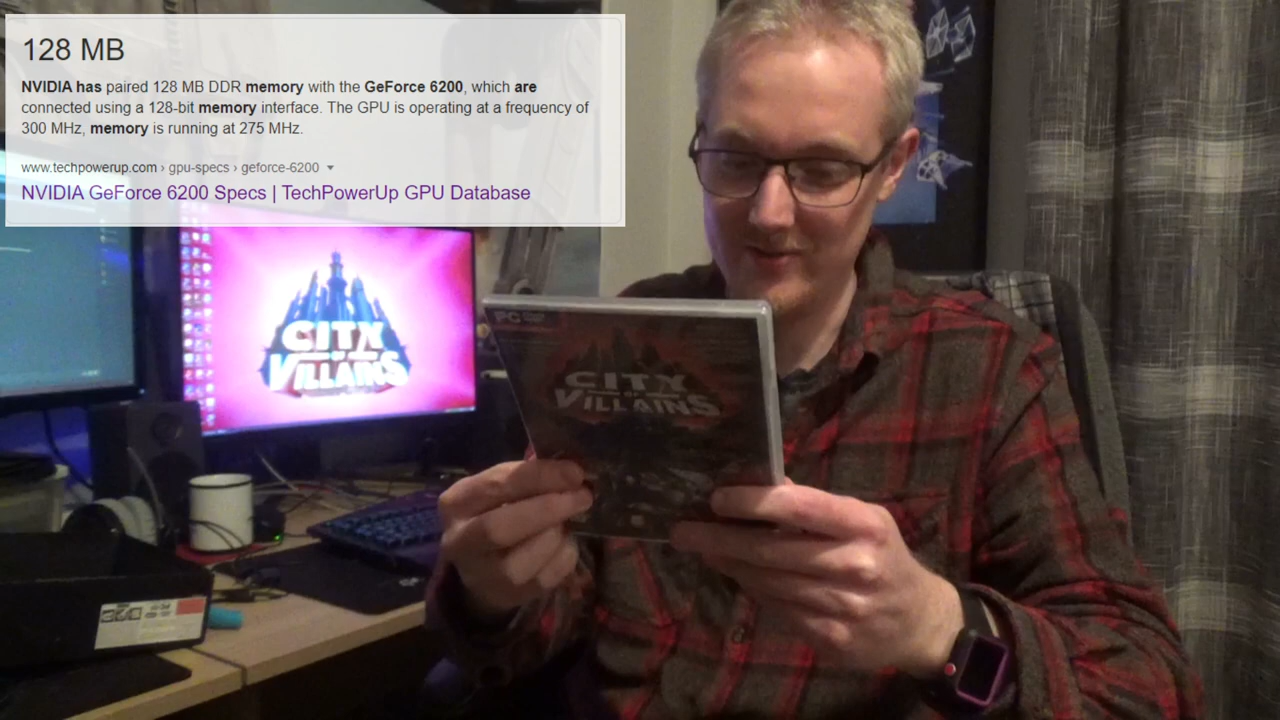 128 MB
NVIDIA has paired 128 MB DDR memory with the GeForce 6200, which are
connected using a 128-bit memory interface. The GPU is operating at a frequency of
300 MHz, memory is running at 275 MHz.
www.techpowerup.com › gpu-specs › geforce-6200
NVIDIA GeForce 6200 Specs | TechPowerUp GPU Database
CITY
OF
VILLAINS
PC
CITY
OF
VILLAINS